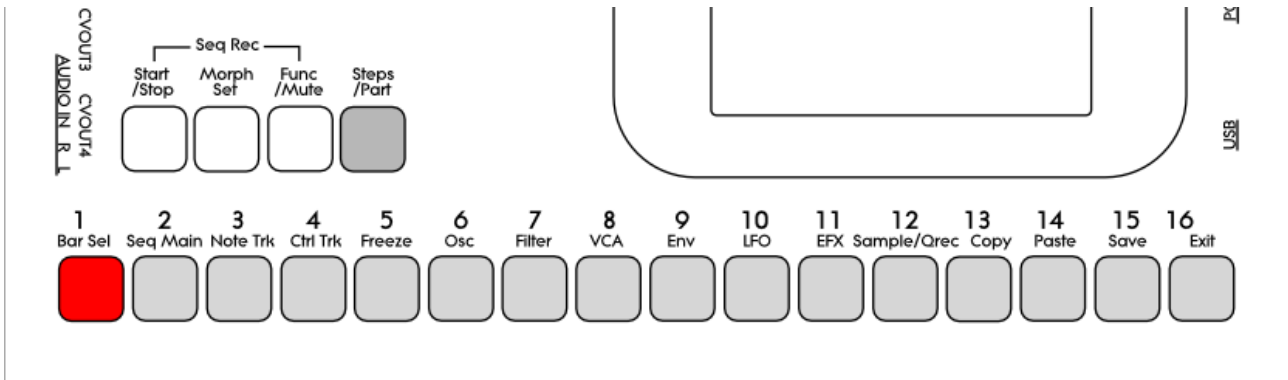 CVOUT3 CVOUT4
AUDIO IN R L
Seq Rec
Start Morph Func Steps
/Stop Set /Mute /Part
USB
1 2 3 4 5 6 7 8 9 10 11 12 13 14 15 16
Bar Sel Seq Main Note Trk Ctrl Trk Freeze Osc Filter VCA Env LFO EFX Sample/Qrec Copy Paste Save Exit